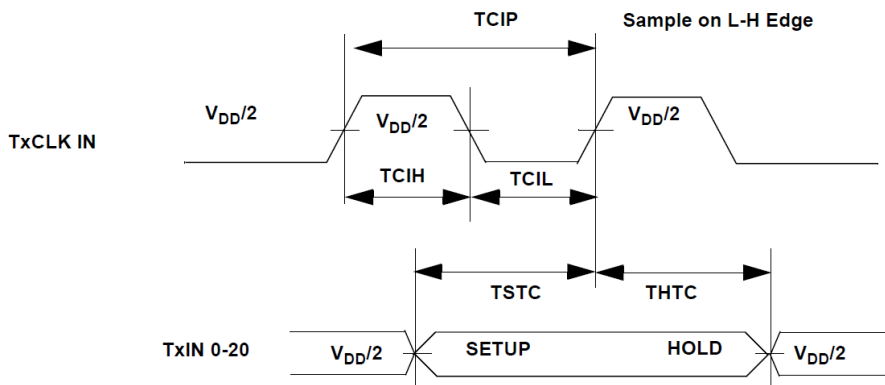 TCIP
Sample on L-H Edge
VDD/2
VDD/2
VDD/2
TxCLK IN
TCIH
TCIL
TSTC
THTC
TxIN 0-20
VDD/2
SETUP
HOLD
VDD/2